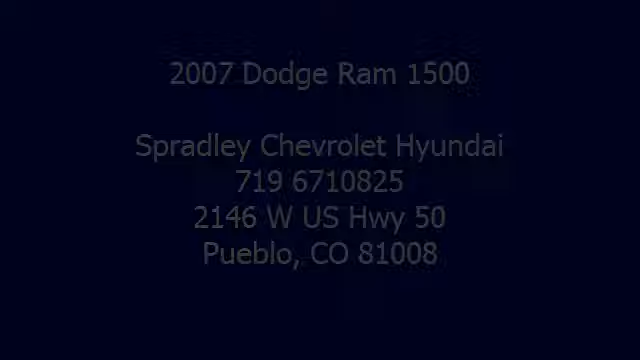 2007 Dodge Ram 1500
Spradley Chevrolet Hyundai
719 6710825
2146 W US Hwy 50
Pueblo, CO 81008